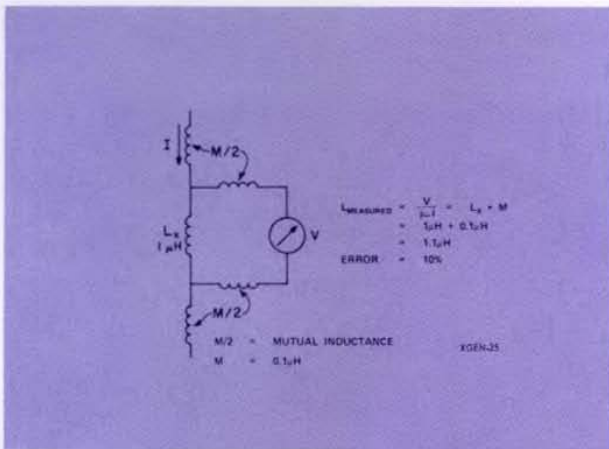 I
M/2
Lx
1 μH
V
M/2
LMEASURED = V/μI = Lx + M
= 1μH + 0.1μH
= 1.1μH
ERROR = 10%
M/2 = MUTUAL INDUCTANCE
M = 0.1μH
XGEN-25